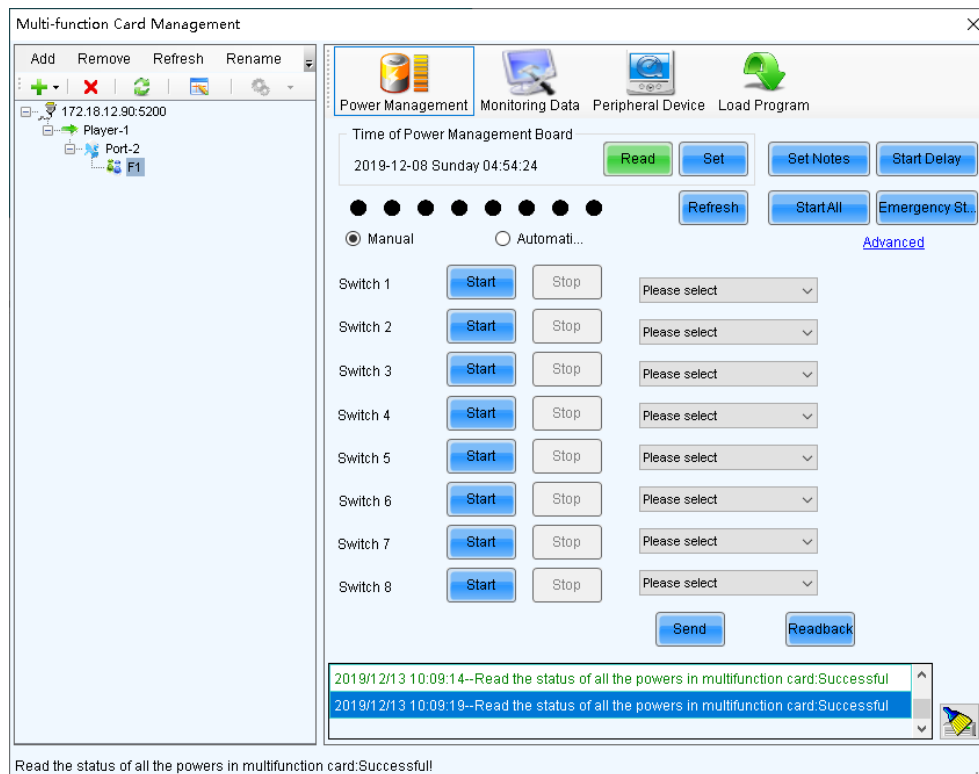 Multi-function Card Management
Add Remove Refresh Rename
172.18.12.90:5200
Player-1
Port-2
F1
Power Management Monitoring Data Peripheral Device Load Program
Time of Power Management Board
2019-12-08 Sunday 04:54:24
Read Set Set Notes Start Delay
Refresh Start All Emergency St...
Manual Automati...
Advanced
Switch 1 Start Stop Please select
Switch 2 Start Stop Please select
Switch 3 Start Stop Please select
Switch 4 Start Stop Please select
Switch 5 Start Stop Please select
Switch 6 Start Stop Please select
Switch 7 Start Stop Please select
Switch 8 Start Stop Please select
Send Readback
2019/12/13 10:09:14--Read the status of all the powers in multifunction card:Successful
2019/12/13 10:09:19--Read the status of all the powers in multifunction card:Successful
Read the status of all the powers in multifunction card:Successful!